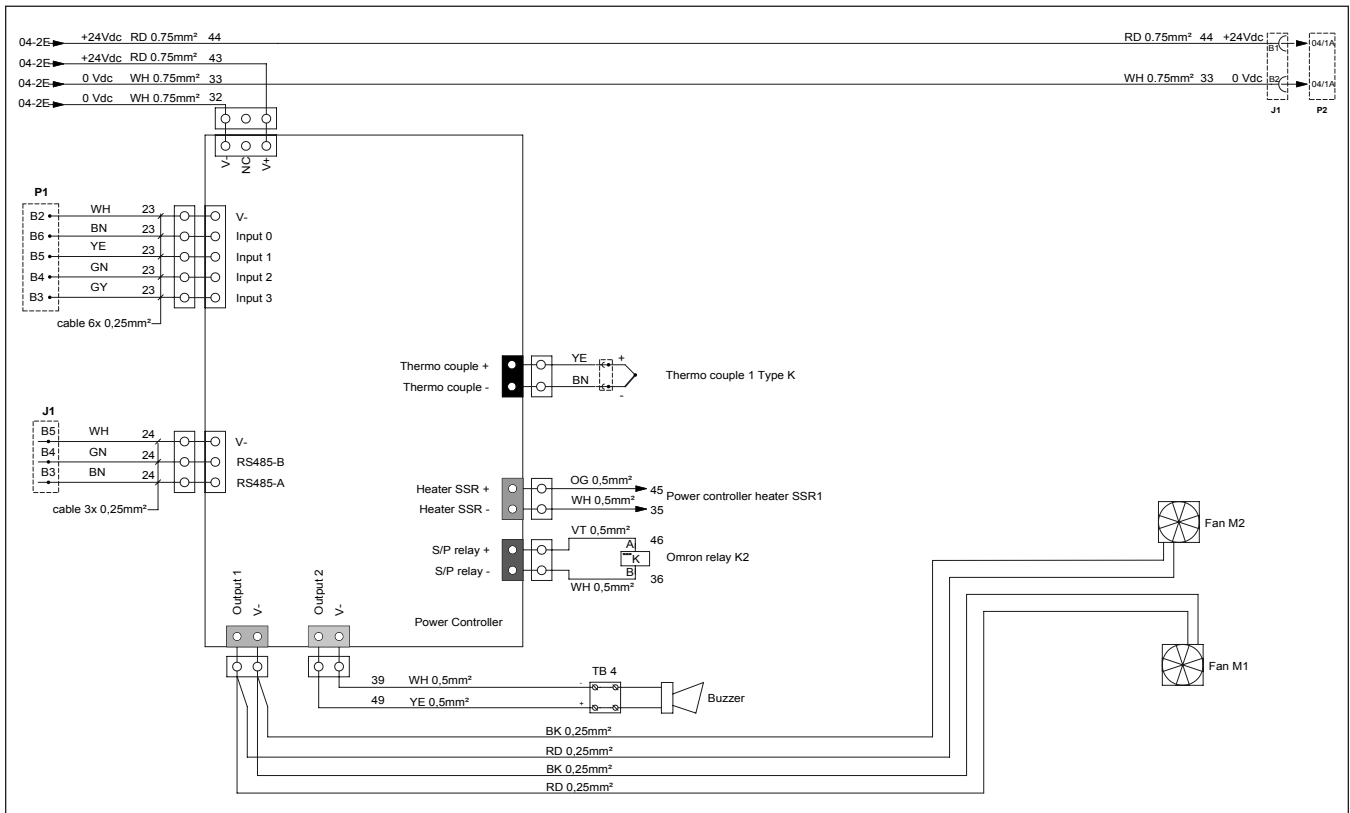 04-2E +24Vdc RD 0.75mm² 44 RD 0.75mm² 44 +24Vdc B1 04/1A
04-2E +24Vdc RD 0.75mm² 43
04-2E 0 Vdc WH 0.75mm² 33 WH 0.75mm² 33 0 Vdc B2 04/1A
04-2E 0 Vdc WH 0.75mm² 32
J1 P2
V- NC V+
P1
B2 WH 23 V-
B6 BN 23 Input 0
B5 YE 23 Input 1
B4 GN 23 Input 2
B3 GY 23 Input 3
cable 6x 0,25mm²
Thermo couple + YE +
Thermo couple 1 Type K
Thermo couple - BN -
J1
B5 WH 24 V-
B4 GN 24 RS485-B
B3 BN 24 RS485-A
cable 3x 0,25mm²
Heater SSR + OG 0,5mm² 45
Power controller heater SSR1
Heater SSR - WH 0,5mm² 35
VT 0,5mm²
S/P relay + A 46
K Omron relay K2
S/P relay - B 36
WH 0,5mm²
Fan M2
Output 1 V- Output 2 V-
Power Controller
Fan M1
TB 4
39 WH 0,5mm² -
Buzzer
49 YE 0,5mm² +
BK 0,25mm²
RD 0,25mm²
BK 0,25mm²
RD 0,25mm²